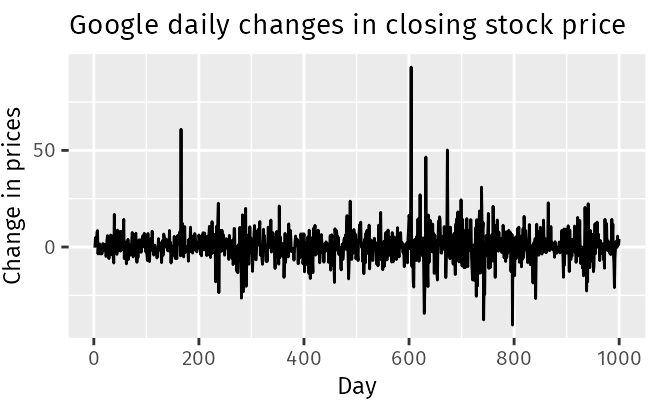 Google daily changes in closing stock price
Change in prices
50
0
0 200 400 600 800 1000
Day